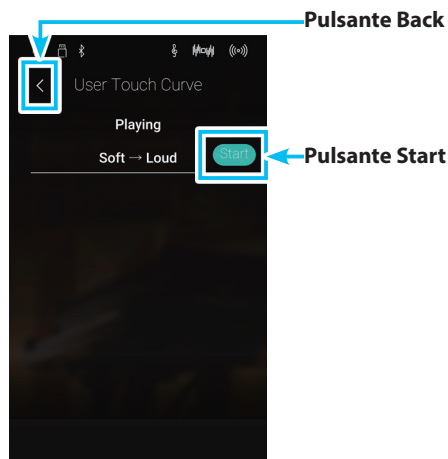 Pulsante Back
User Touch Curve
Playing
Soft → Loud
Start
Pulsante Start